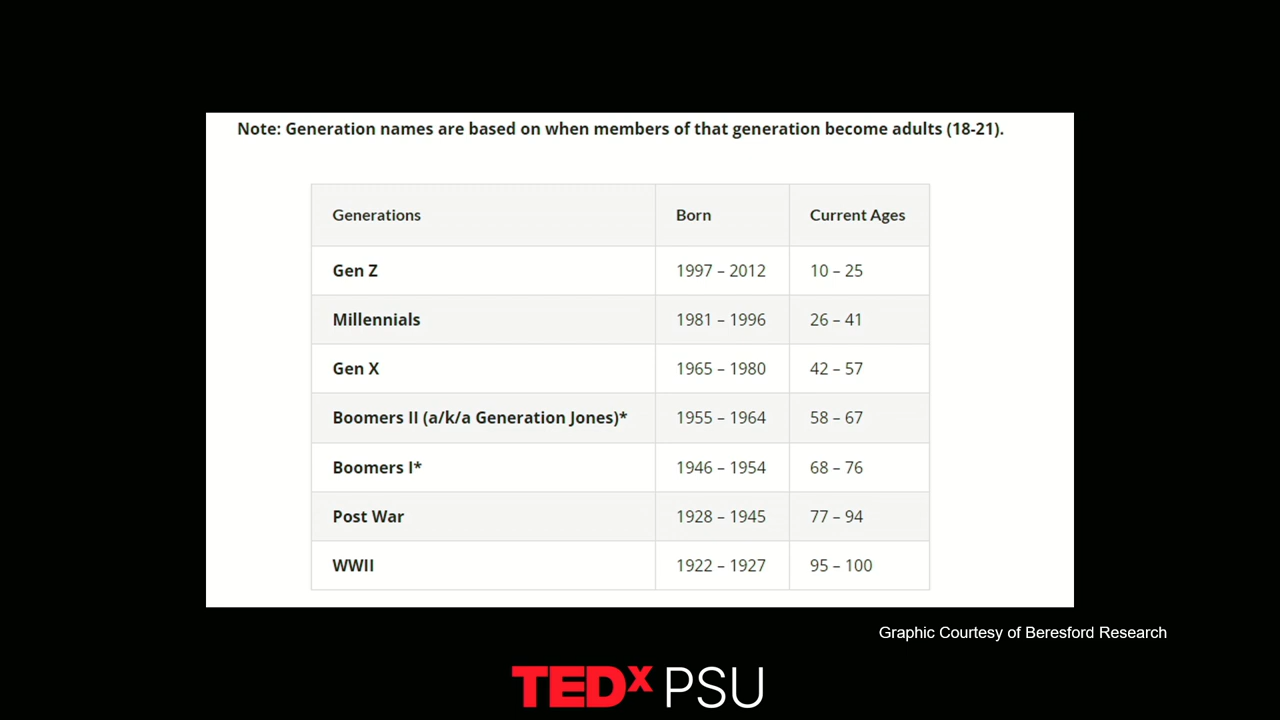 Note: Generation names are based on when members of that generation become adults (18-21).
Generations Born Current Ages
Gen Z 1997 – 2012 10 – 25
Millennials 1981 – 1996 26 – 41
Gen X 1965 – 1980 42 – 57
Boomers II (a/k/a Generation Jones)* 1955 – 1964 58 – 67
Boomers I* 1946 – 1954 68 – 76
Post War 1928 – 1945 77 – 94
WWII 1922 – 1927 95 – 100
Graphic Courtesy of Beresford Research
TEDx PSU